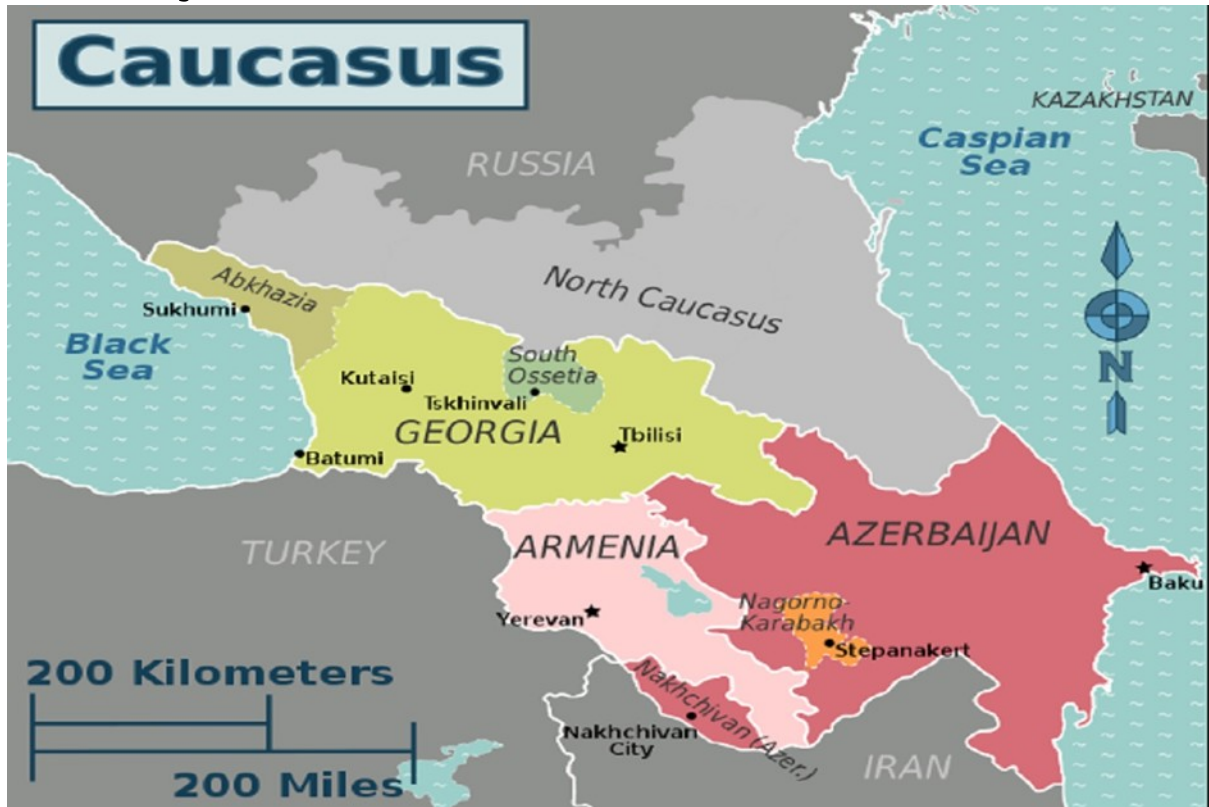 Caucasus
KAZAKHSTAN
Caspian
Sea
RUSSIA
North Caucasus
Abkhazia
Sukhumi
Black
Sea
South
Ossetia
Kutaisi
Tskhinvali
GEORGIA
Tbilisi
Batumi
N
TURKEY
ARMENIA
AZERBAIJAN
Baku
Nagorno-
Karabakh
Yerevan
Stepanakert
200 Kilometers
Nakhchivan (Azer.)
Nakhchivan
City
IRAN
200 Miles